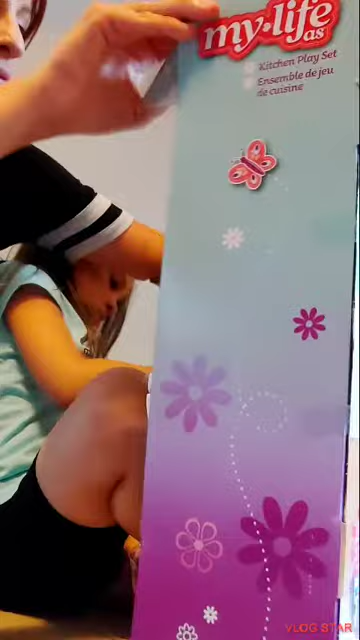 my•life
as
Kitchen Play Set
Ensemble de jeu
de cuisine
VLOG STAR